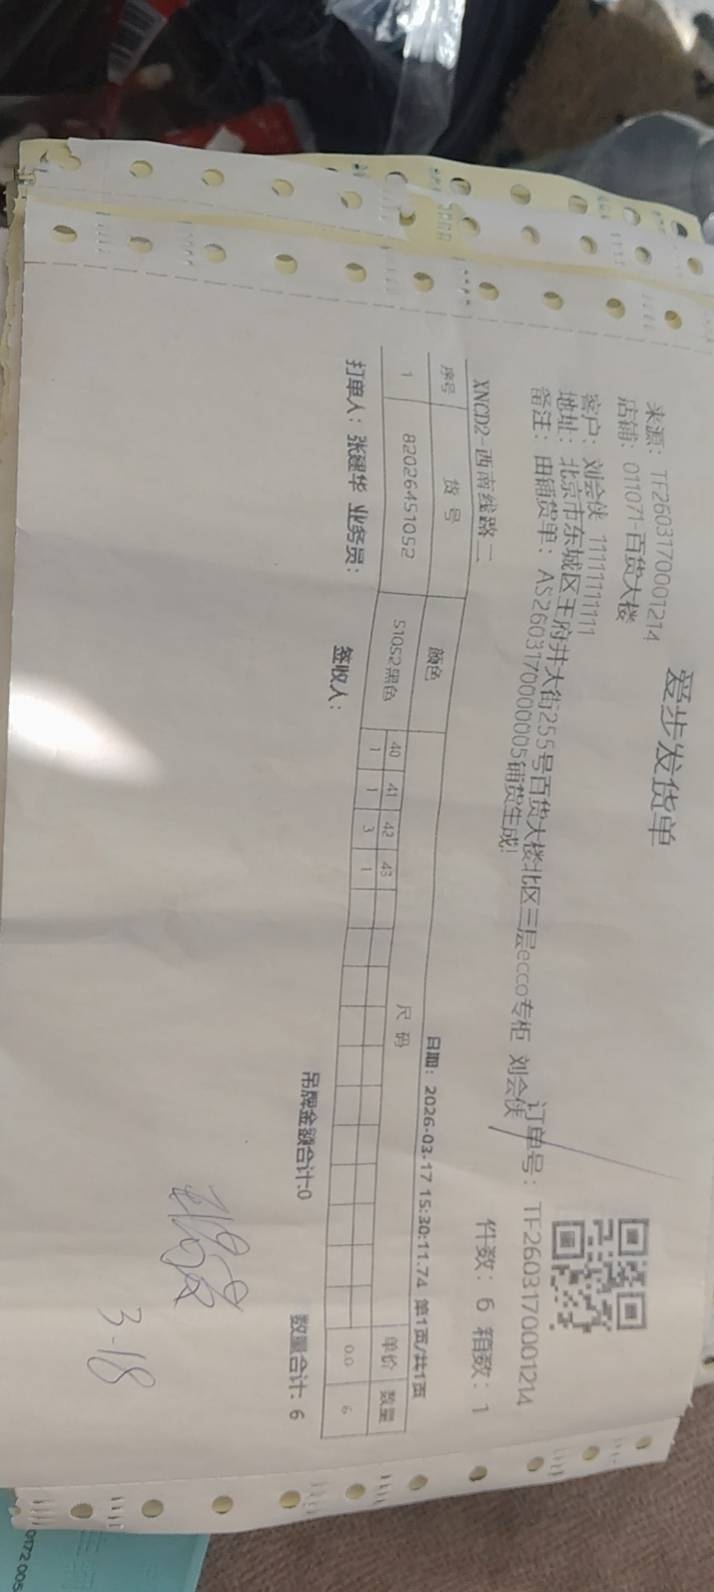 爱步发货单
来源： TF2603170001214
店铺： 011071-百货大楼
客户： 刘会侠 11111111111
订单号： TF2603170001214
地址： 北京市东城区王府井大街255号百货大楼北区三层ecco专柜 刘会侠
备注： 由铺货单：AS2603170000005铺货生成!
件数： 6 箱数： 1
XNCD2-西南线路二
日期： 2026-03-17 15:30:11.74 第1页/共1页
序号 货号 颜色 尺码 单价 数量
40 41 42 43
1 82026451052 51052黑色 1 1 3 1 0.0 6
打单人： 张建华 业务员： 签收人： 吊牌金额合计:0 数量合计: 6
3-18
0172005